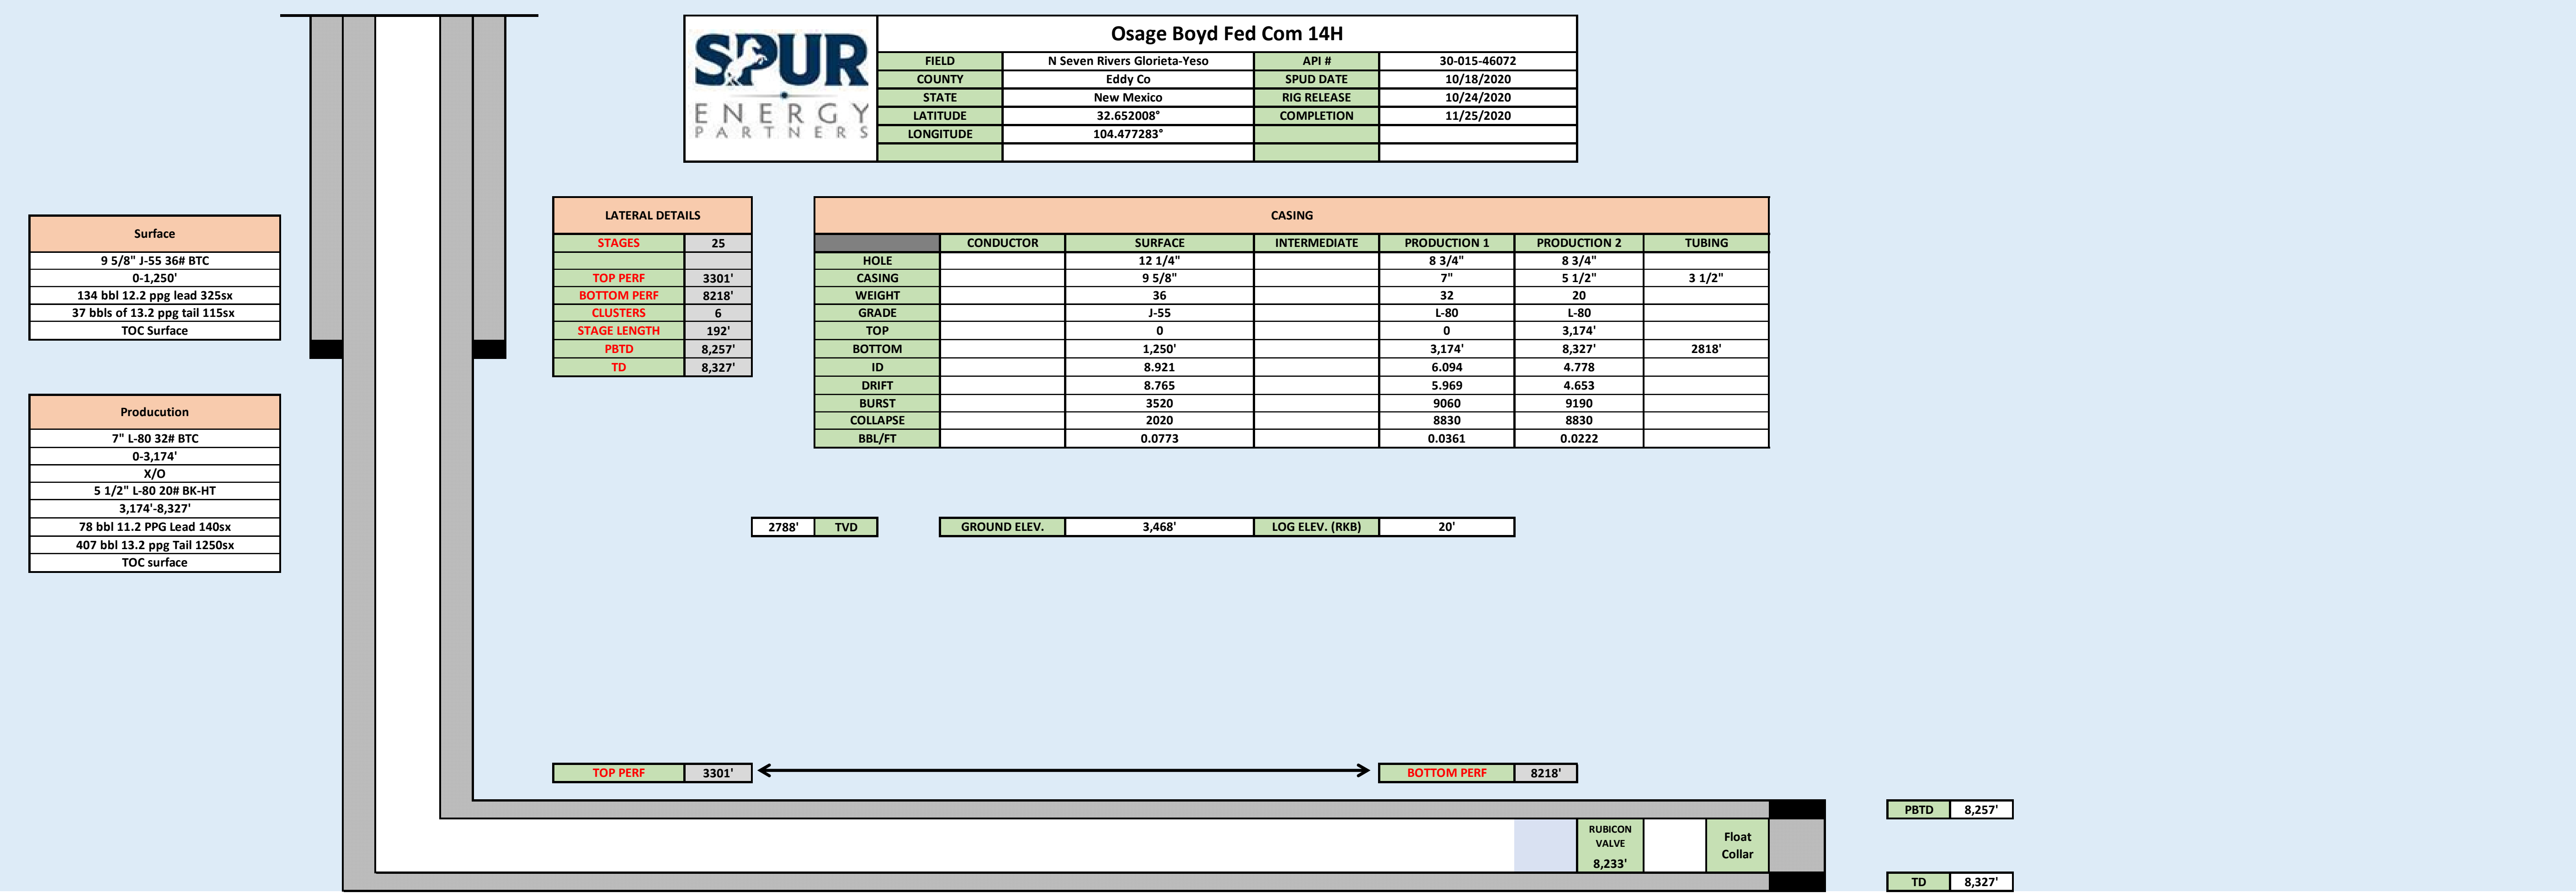 SPUR
ENERGY
PARTNERS
Osage Boyd Fed Com 14H
FIELD N Seven Rivers Glorieta-Yeso API # 30-015-46072
COUNTY Eddy Co SPUD DATE 10/18/2020
STATE New Mexico RIG RELEASE 10/24/2020
LATITUDE 32.652008° COMPLETION 11/25/2020
LONGITUDE 104.477283°
Surface
9 5/8" J-55 36# BTC
0-1,250'
134 bbl 12.2 ppg lead 325sx
37 bbls of 13.2 ppg tail 115sx
TOC Surface
Producution
7" L-80 32# BTC
0-3,174'
X/O
5 1/2" L-80 20# BK-HT
3,174'-8,327'
78 bbl 11.2 PPG Lead 140sx
407 bbl 13.2 ppg Tail 1250sx
TOC surface
LATERAL DETAILS
STAGES 25
TOP PERF 3301'
BOTTOM PERF 8218'
CLUSTERS 6
STAGE LENGTH 192'
PBTD 8,257'
TD 8,327'
CASING
CONDUCTOR SURFACE INTERMEDIATE PRODUCTION 1 PRODUCTION 2 TUBING
HOLE 12 1/4" 8 3/4" 8 3/4"
CASING 9 5/8" 7" 5 1/2" 3 1/2"
WEIGHT 36 32 20
GRADE J-55 L-80 L-80
TOP 0 0 3,174'
BOTTOM 1,250' 3,174' 8,327' 2818'
ID 8.921 6.094 4.778
DRIFT 8.765 5.969 4.653
BURST 3520 9060 9190
COLLAPSE 2020 8830 8830
BBL/FT 0.0773 0.0361 0.0222
2788' TVD GROUND ELEV. 3,468' LOG ELEV. (RKB) 20'
TOP PERF 3301' BOTTOM PERF 8218'
PBTD 8,257'
RUBICON
VALVE
8,233'
Float
Collar
TD 8,327'